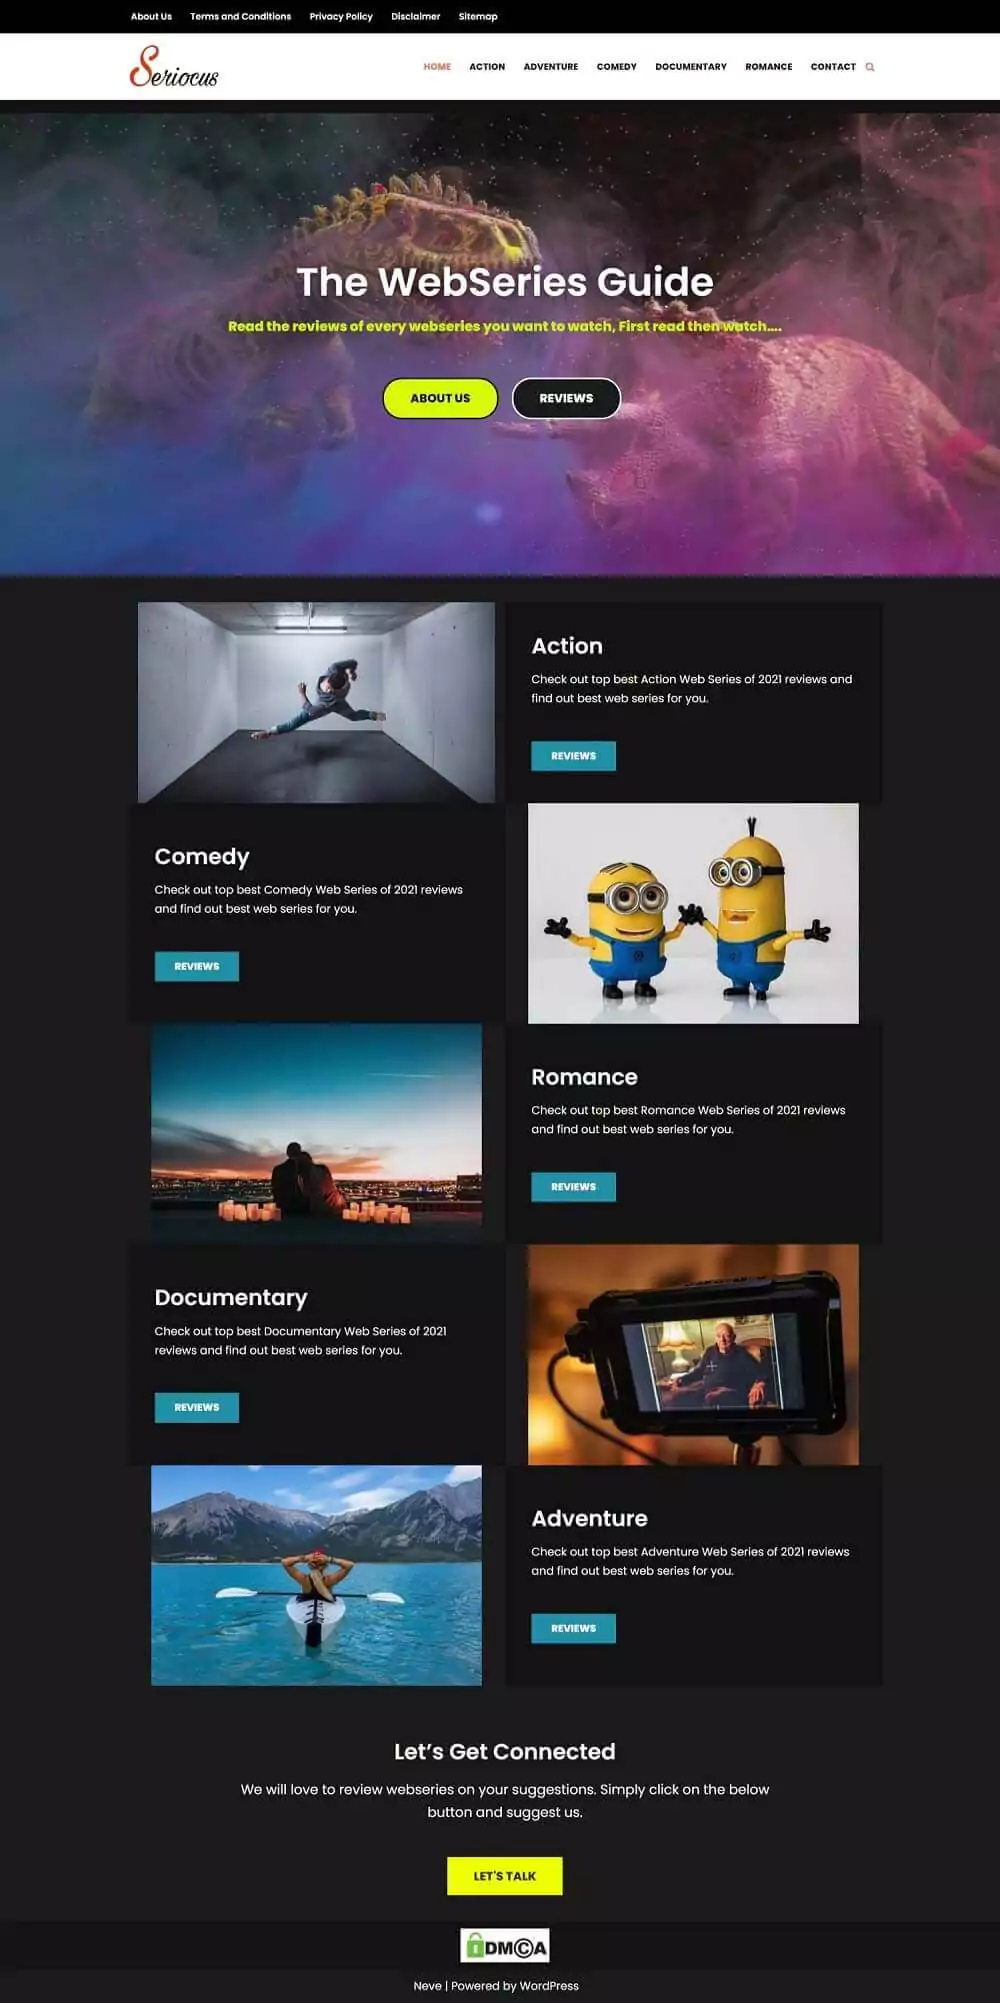 About Us Terms and Conditions Privacy Policy Disclaimer Sitemap
Seriocus
HOME ACTION ADVENTURE COMEDY DOCUMENTARY ROMANCE CONTACT
The WebSeries Guide
Read the reviews of every webseries you want to watch, First read then watch....
ABOUT US REVIEWS
Action
Check out top best Action Web Series of 2021 reviews and
find out best web series for you.
REVIEWS
Comedy
Check out top best Comedy Web Series of 2021 reviews
and find out best web series for you.
REVIEWS
Romance
Check out top best Romance Web Series of 2021 reviews
and find out best web series for you.
REVIEWS
Documentary
Check out top best Documentary Web Series of 2021
reviews and find out best web series for you.
REVIEWS
Adventure
Check out top best Adventure Web Series of 2021 reviews
and find out best web series for you.
REVIEWS
Let’s Get Connected
We will love to review webseries on your suggestions. Simply click on the below
button and suggest us.
LET'S TALK
DMCA
Neve | Powered by WordPress